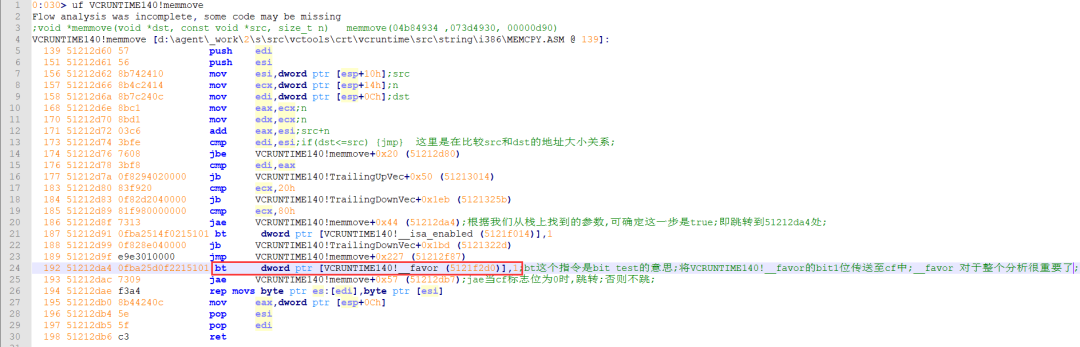 1 0:030> uf VCRUNTIME140!memmove
2 Flow analysis was incomplete, some code may be missing
3 ;void *memmove(void *dst, const void *src, size_t n) memmove(04b84934 ,073d4930, 00000d90)
4 VCRUNTIME140!memmove [d:\agent\_work\2\s\src\vctools\crt\vcruntime\src\string\i386\MEMCPY.ASM @ 139]:
5 139 51212d60 57 push edi
6 151 51212d61 56 push esi
7 156 51212d62 8b742410 mov esi,dword ptr [esp+10h];src
8 157 51212d66 8b4c2414 mov ecx,dword ptr [esp+14h];n
9 158 51212d6a 8b7c240c mov edi,dword ptr [esp+0Ch];dst
10 168 51212d6e 8bc1 mov eax,ecx;n
11 170 51212d70 8bd1 mov edx,ecx;n
12 171 51212d72 03c6 add eax,esi;src+n
13 173 51212d74 3bfe cmp edi,esi;if(dst<=src) {jmp} 这里是在比较src和dst的地址大小关系;
14 174 51212d76 7608 jbe VCRUNTIME140!memmove+0x20 (51212d80)
15 176 51212d78 3bf8 cmp edi,eax
16 177 51212d7a 0f8294020000 jb VCRUNTIME140!TrailingUpVec+0x50 (51213014)
17 183 51212d80 83f920 cmp ecx,20h
18 184 51212d83 0f82d2040000 jb VCRUNTIME140!TrailingDownVec+0x1eb (5121325b)
19 185 51212d89 81f980000000 cmp ecx,80h
20 186 51212d8f 7313 jae VCRUNTIME140!memmove+0x44 (51212da4);根据我们从栈上找到的参数,可确定这一步是true;即跳转到51212da4处;
21 187 51212d91 0fba2514f0215101 bt dword ptr [VCRUNTIME140!__isa_enabled (5121f014)],1
22 188 51212d99 0f828e040000 jb VCRUNTIME140!TrailingDownVec+0x1bd (5121322d)
23 189 51212d9f e9e3010000 jmp VCRUNTIME140!memmove+0x227 (51212f87)
24 192 51212da4 0fba25d0f2215101 bt dword ptr [VCRUNTIME140!__favor (5121f2d0)],1;bt这个指令是bit test的意思;将VCRUNTIME140!__favor的bit1位传送至cf中;__favor 对于整个分析很重要了;
25 193 51212dac 7309 jae VCRUNTIME140!memmove+0x57 (51212db7);jae当cf标志位为0时,跳转;否则不跳;
26 194 51212dae f3a4 rep movs byte ptr es:[edi],byte ptr [esi]
27 195 51212db0 8b44240c mov eax,dword ptr [esp+0Ch]
28 196 51212db4 5e pop esi
29 197 51212db5 5f pop edi
30 198 51212db6 c3 ret